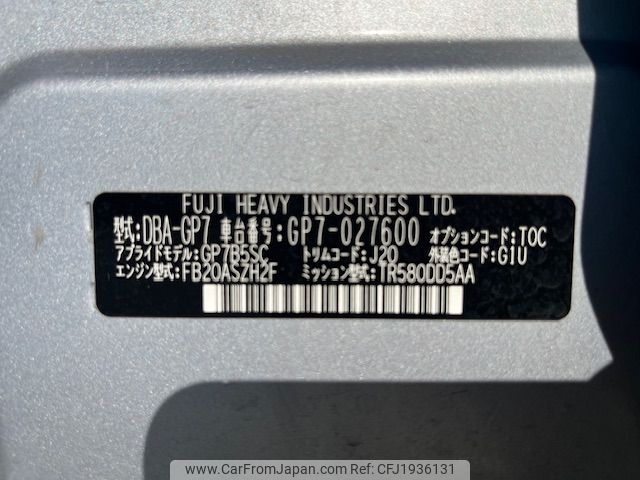 FUJI HEAVY INDUSTRIES LTD.
型式:DBA-GP7 車台番号:GP7-027600 オプションコード:TOC
アプライドモデル:GP7B5SC トリムコード:J20 外装色コード:G1U
エンジン型式:FB20ASZH2F ミッション型式:TR580DD5AA
www.carfromjapan.com - CFJ1936131